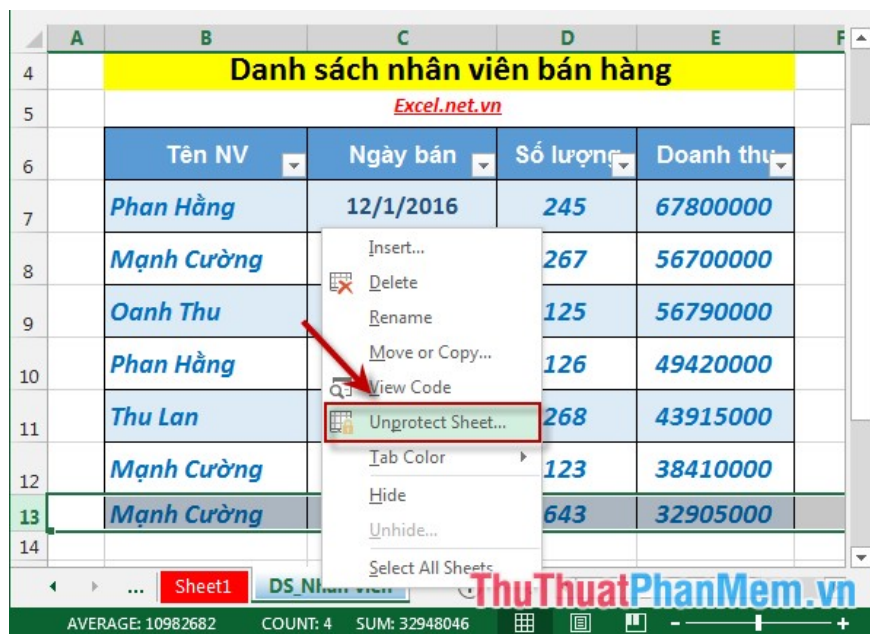 A B C D E F
4 Danh sách nhân viên bán hàng
5 Excel.net.vn
6 Tên NV Ngày bán Số lượng Doanh thu
7 Phan Hằng 12/1/2016 245 67800000
8 Mạnh Cường 267 56700000
9 Oanh Thu 125 56790000
10 Phan Hằng 126 49420000
11 Thu Lan 268 43915000
12 Mạnh Cường 123 38410000
13 Mạnh Cường 643 32905000
14
Insert...
Delete
Rename
Move or Copy...
View Code
Unprotect Sheet...
Tab Color
Hide
Unhide...
Select All Sheets
... Sheet1 DS_Nhan vien
ThuThuatPhanMem.vn
AVERAGE: 10982682 COUNT: 4 SUM: 32948046